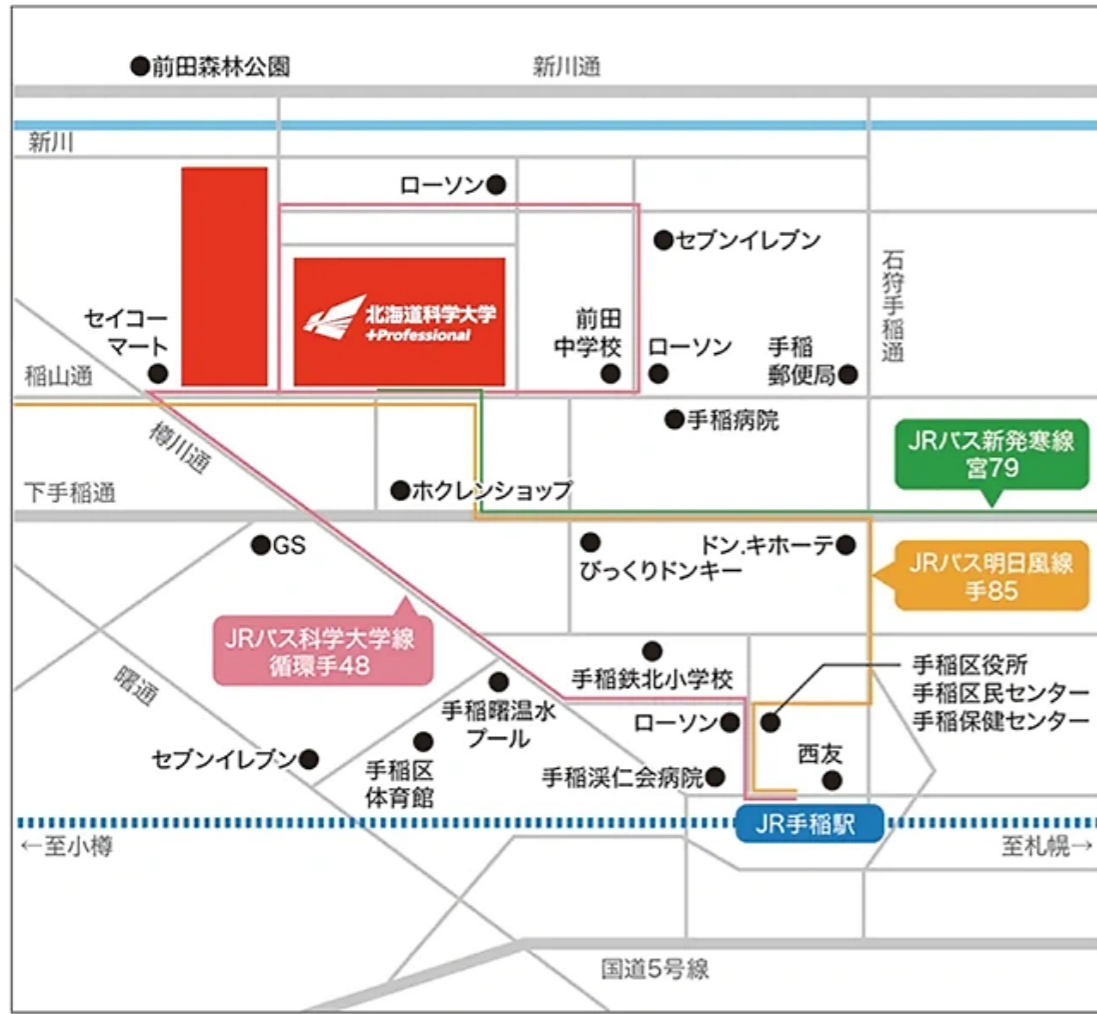 ●前田森林公園
新川通
新川
ローソン●
●セブンイレブン
石狩手稲通
北海道科学大学
+Professional
セイコー
マート
前田
中学校
ローソン
手稲
郵便局●
稲山通
●手稲病院
樽川通
JRバス新発寒線
宮79
下手稲通
●ホクレンショップ
●GS
びっくりドンキー
ドン.キホーテ●
JRバス明日風線
手85
JRバス科学大学線
循環手48
手稲鉄北小学校
手稲区役所
手稲区民センター
手稲保健センター
曙通
手稲曙温水
プール
ローソン●
西友
セブンイレブン●
手稲区
体育館
手稲渓仁会病院●
JR手稲駅
←至小樽
至札幌→
国道5号線